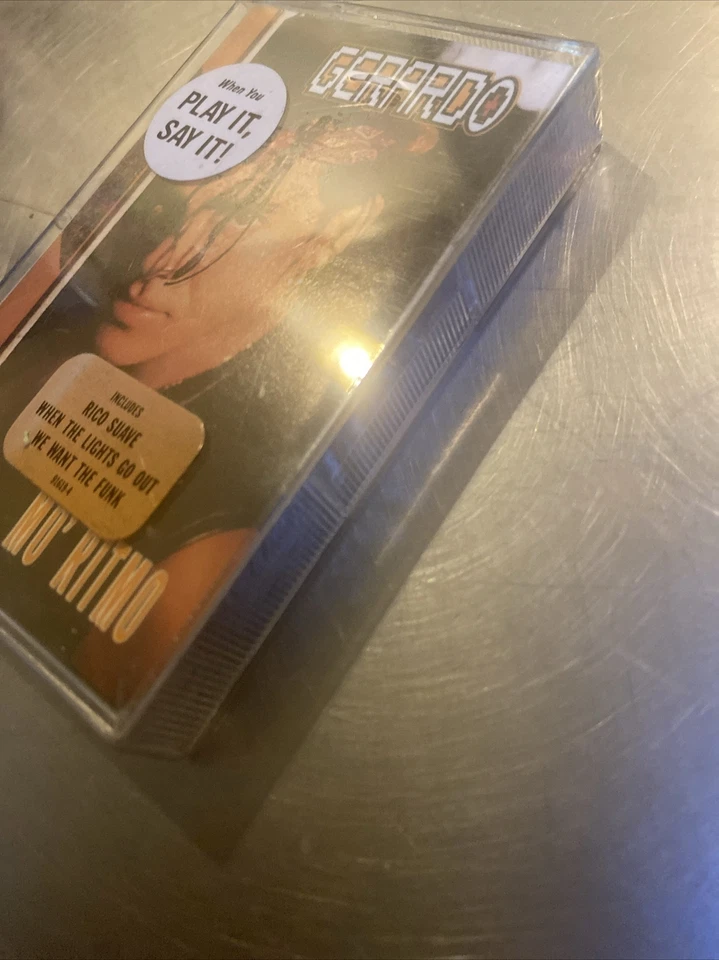 GERARDO
When You
PLAY IT,
SAY IT!
INCLUDES
RICO SUAVE
WHEN THE LIGHTS GO OUT
WE WANT THE FUNK
MO' RITMO